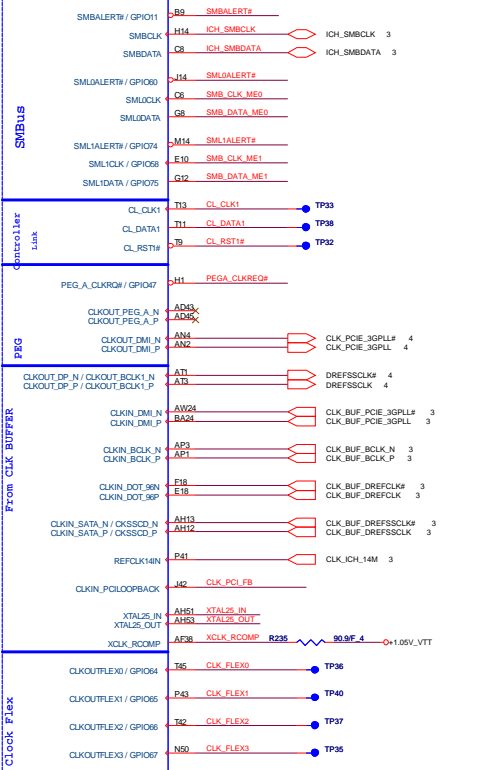 SMBus
SMBALERT# / GPIO11 B9 SMBALERT#
SMBCLK H14 ICH_SMBCLK ICH_SMBCLK 3
SMBDATA C8 ICH_SMBDATA ICH_SMBDATA 3
SML0ALERT# / GPIO60 J14 SML0ALERT#
SML0CLK C6 SMB_CLK_ME0
SML0DATA G8 SMB_DATA_ME0
SML1ALERT# / GPIO74 M14 SML1ALERT#
SML1CLK / GPIO58 E10 SMB_CLK_ME1
SML1DATA / GPIO75 G12 SMB_DATA_ME1
Controller
Link
CL_CLK1 T13 CL_CLK1 TP33
CL_DATA1 T11 CL_DATA1 TP38
CL_RST1# T9 CL_RST1# TP32
PEG
PEG_A_CLKRQ# / GPIO47 H1 PEGA_CLKREQ#
CLKOUT_PEG_A_N AD43
CLKOUT_PEG_A_P AD45
CLKOUT_DMI_N AN4 CLK_PCIE_3GPLL# 4
CLKOUT_DMI_P AN2 CLK_PCIE_3GPLL 4
From CLK BUFFER
CLKOUT_DP_N / CLKOUT_BCLK1_N AT1 DREFSSCLK# 4
CLKOUT_DP_P / CLKOUT_BCLK1_P AT3 DREFSSCLK 4
CLKIN_DMI_N AW24 CLK_BUF_PCIE_3GPLL# 3
CLKIN_DMI_P BA24 CLK_BUF_PCIE_3GPLL 3
CLKIN_BCLK_N AP3 CLK_BUF_BCLK_N 3
CLKIN_BCLK_P AP1 CLK_BUF_BCLK_P 3
CLKIN_DOT_96N F18 CLK_BUF_DREFCLK# 3
CLKIN_DOT_96P E18 CLK_BUF_DREFCLK 3
CLKIN_SATA_N / CKSSCD_N AH13 CLK_BUF_DREFSSCLK# 3
CLKIN_SATA_P / CKSSCD_P AH12 CLK_BUF_DREFSSCLK 3
REFCLK14IN P41 CLK_ICH_14M 3
CLKIN_PCILOOPBACK J42 CLK_PCI_FB
XTAL25_IN AH51 XTAL25_IN
XTAL25_OUT AH53 XTAL25_OUT
XCLK_RCOMP AF38 XCLK_RCOMP R235 90.9/F_4 +1.05V_VTT
Clock Flex
CLKOUTFLEX0 / GPIO64 T45 CLK_FLEX0 TP36
CLKOUTFLEX1 / GPIO65 P43 CLK_FLEX1 TP40
CLKOUTFLEX2 / GPIO66 T42 CLK_FLEX2 TP37
CLKOUTFLEX3 / GPIO67 N50 CLK_FLEX3 TP35